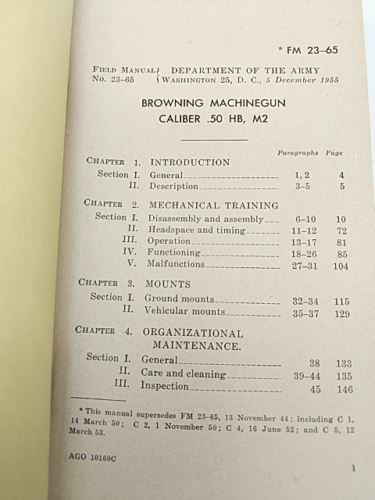 * FM 23–65
FIELD MANUAL DEPARTMENT OF THE ARMY
No. 23–65 WASHINGTON 25, D. C., 5 December 1955
BROWNING MACHINEGUN
CALIBER .50 HB, M2
Paragraphs Page
CHAPTER 1. INTRODUCTION
Section I. General 1, 2 4
II. Description 3–5 5
CHAPTER 2. MECHANICAL TRAINING
Section I. Disassembly and assembly 6–10 10
II. Headspace and timing 11–12 72
III. Operation 13–17 81
IV. Functioning 18–26 85
V. Malfunctions 27–31 104
CHAPTER 3. MOUNTS
Section I. Ground mounts 32–34 115
II. Vehicular mounts 35–37 129
CHAPTER 4. ORGANIZATIONAL
MAINTENANCE.
Section I. General 38 133
II. Care and cleaning 39–44 135
III. Inspection 45 146
* This manual supersedes FM 23–65, 13 November 44; including C 1,
14 March 50; C 2, 1 November 50; C 4, 16 June 52; and C 5, 12
March 53.
AGO 10160C
1